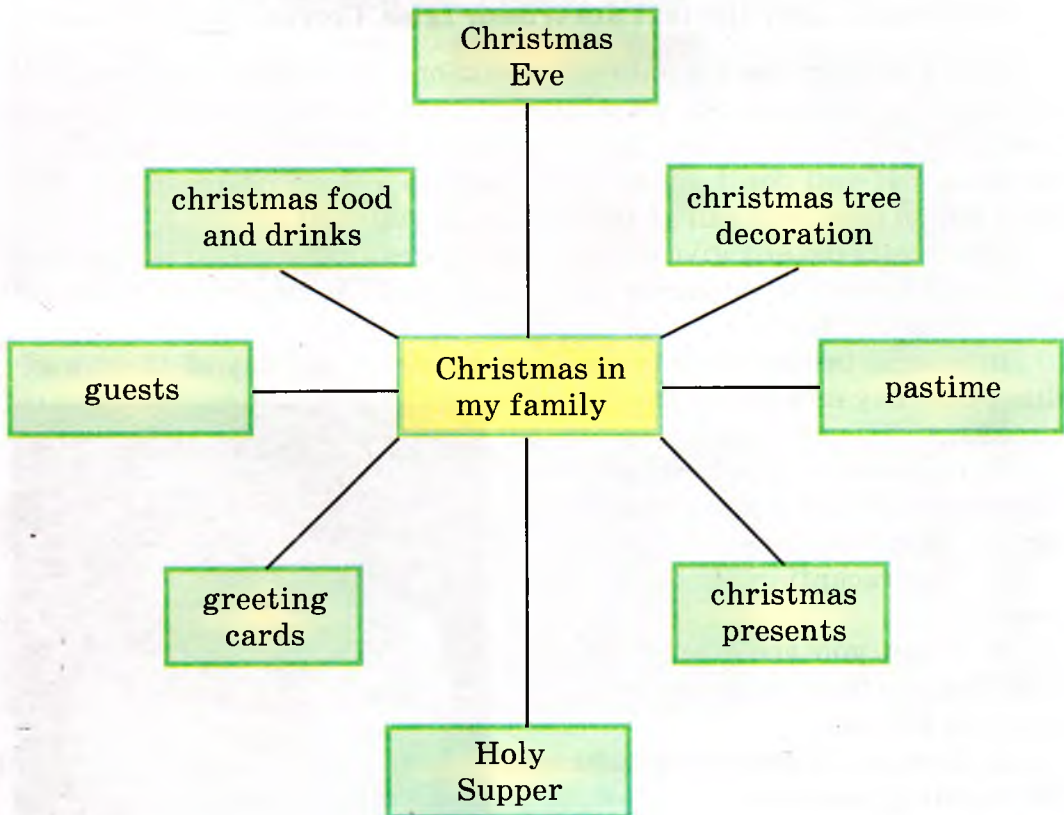 Christmas
Eve
christmas food
and drinks
christmas tree
decoration
guests
Christmas in
my family
pastime
greeting
cards
christmas
presents
Holy
Supper